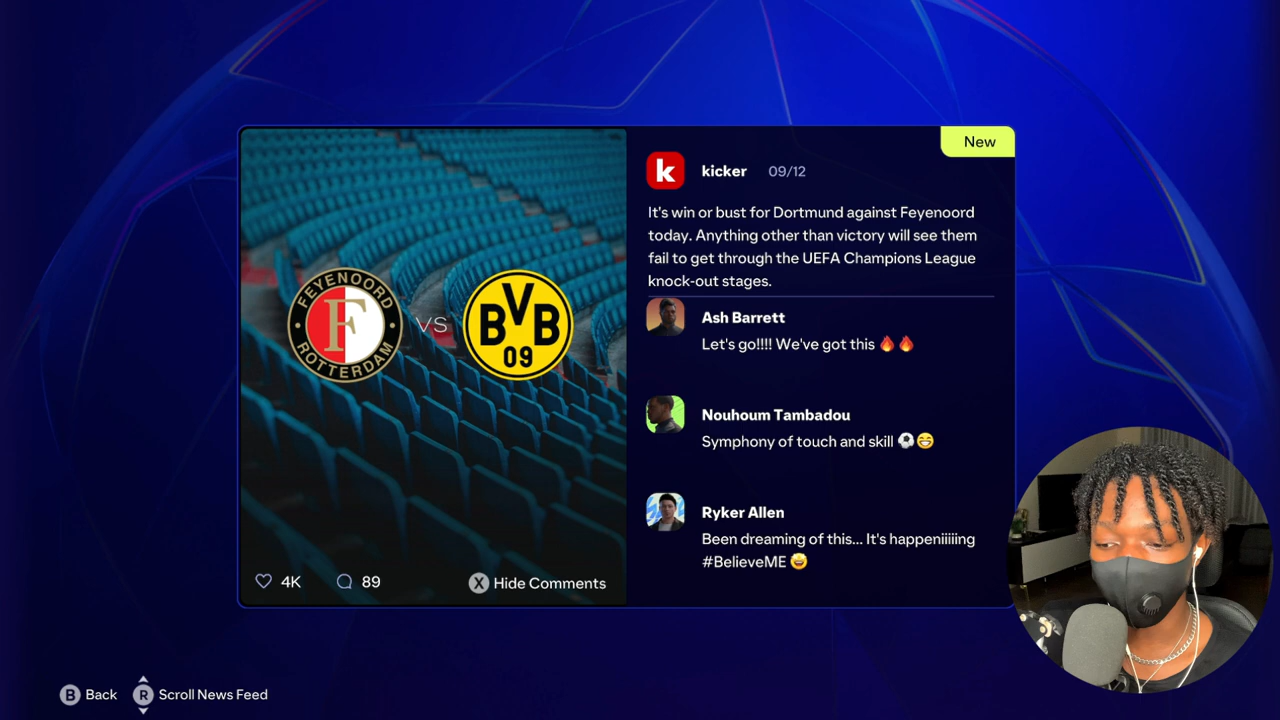 New
k
kicker 09/12
It's win or bust for Dortmund against Feyenoord
today. Anything other than victory will see them
fail to get through the UEFA Champions League
knock-out stages.
FEYENOORD
F
ROTTERDAM
VS
BVB
09
Ash Barrett
Let's go!!!! We've got this 🔥🔥
Nouhoum Tambadou
Symphony of touch and skill ⚽😁
Ryker Allen
Been dreaming of this... It's happeniiiiing
#BelieveME 😄
4K 89 X Hide Comments
B Back R Scroll News Feed